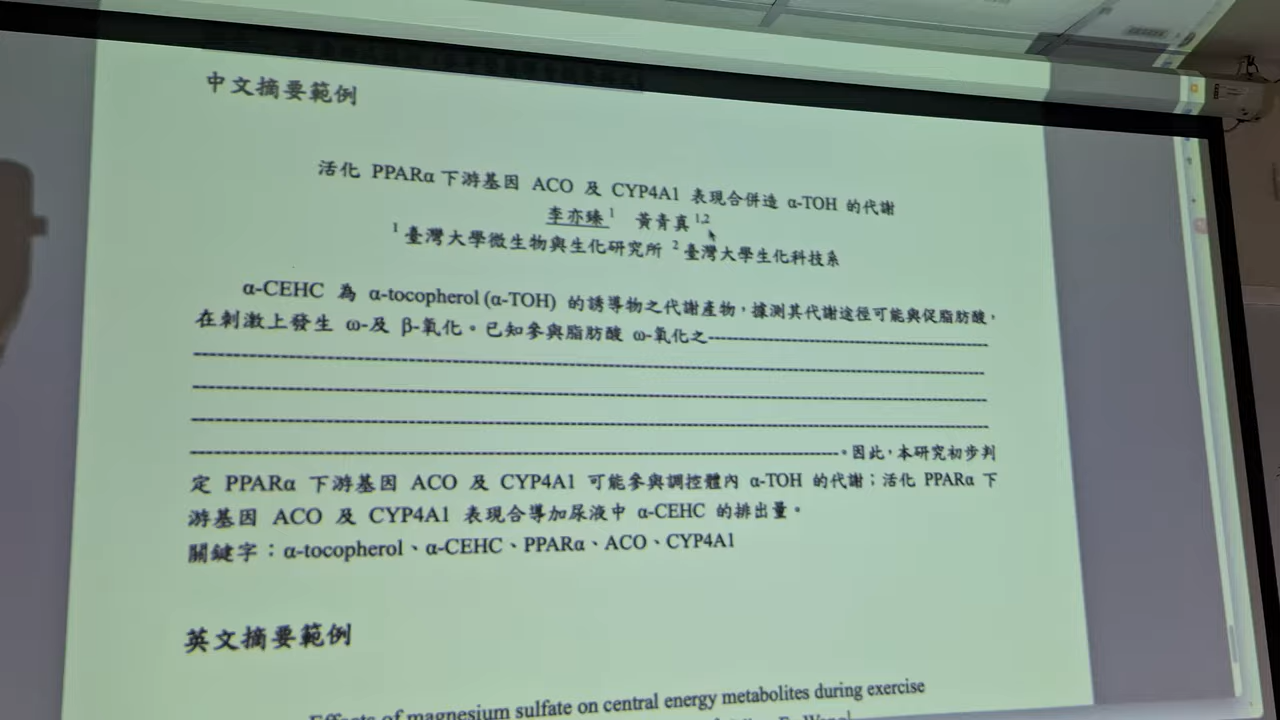 中文摘要範例
活化 PPARα 下游基因 ACO 及 CYP4A1 表現合併造 α-TOH 的代謝
李亦臻¹ 黃青真¹,²
¹ 臺灣大學微生物與生化研究所 ² 臺灣大學生化科技系
α-CEHC 為 α-tocopherol (α-TOH) 的誘導物之代謝產物，據測其代謝途徑可能與促脂肪酸，
在刺激上發生 ω-及 β-氧化。已知參與脂肪酸 ω-氧化之------------------------------
------------------------------------------------------------
------------------------------------------------------------
------------------------------------------------------------
--------------------------------------------------。因此，本研究初步判
定 PPARα 下游基因 ACO 及 CYP4A1 可能參與調控體內 α-TOH 的代謝；活化 PPARα 下
游基因 ACO 及 CYP4A1 表現合導加尿液中 α-CEHC 的排出量。
關鍵字：α-tocopherol、α-CEHC、PPARα、ACO、CYP4A1
英文摘要範例
Effects of magnesium sulfate on central energy metabolites during exercise